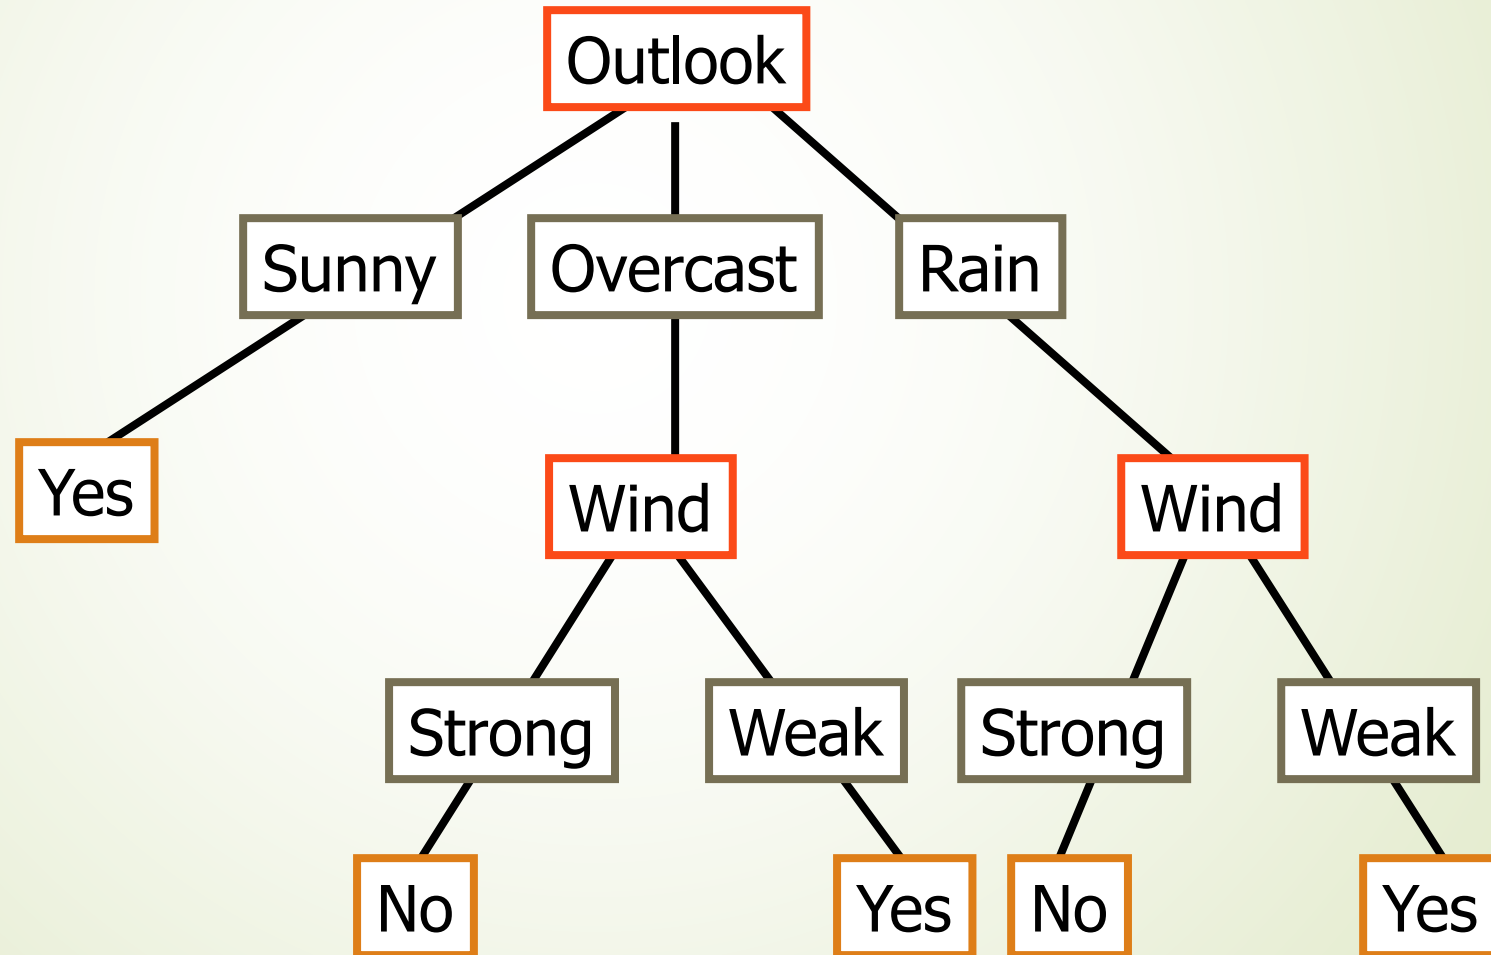 Outlook
Sunny
Overcast
Rain
Yes
Wind
Wind
Strong
Weak
Strong
Weak
No
Yes
No
Yes